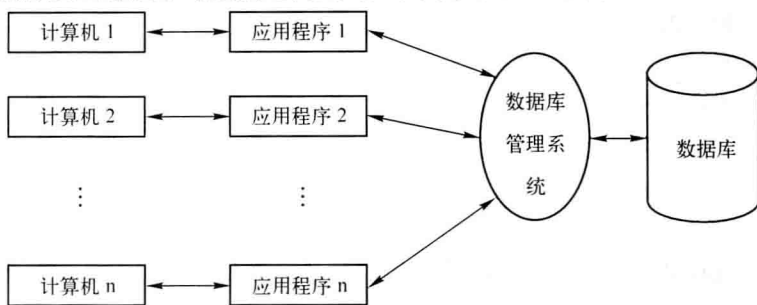 计算机 1
应用程序 1
计算机 2
应用程序 2
数据库
管理系
统
数据库
⋮
⋮
计算机 n
应用程序 n